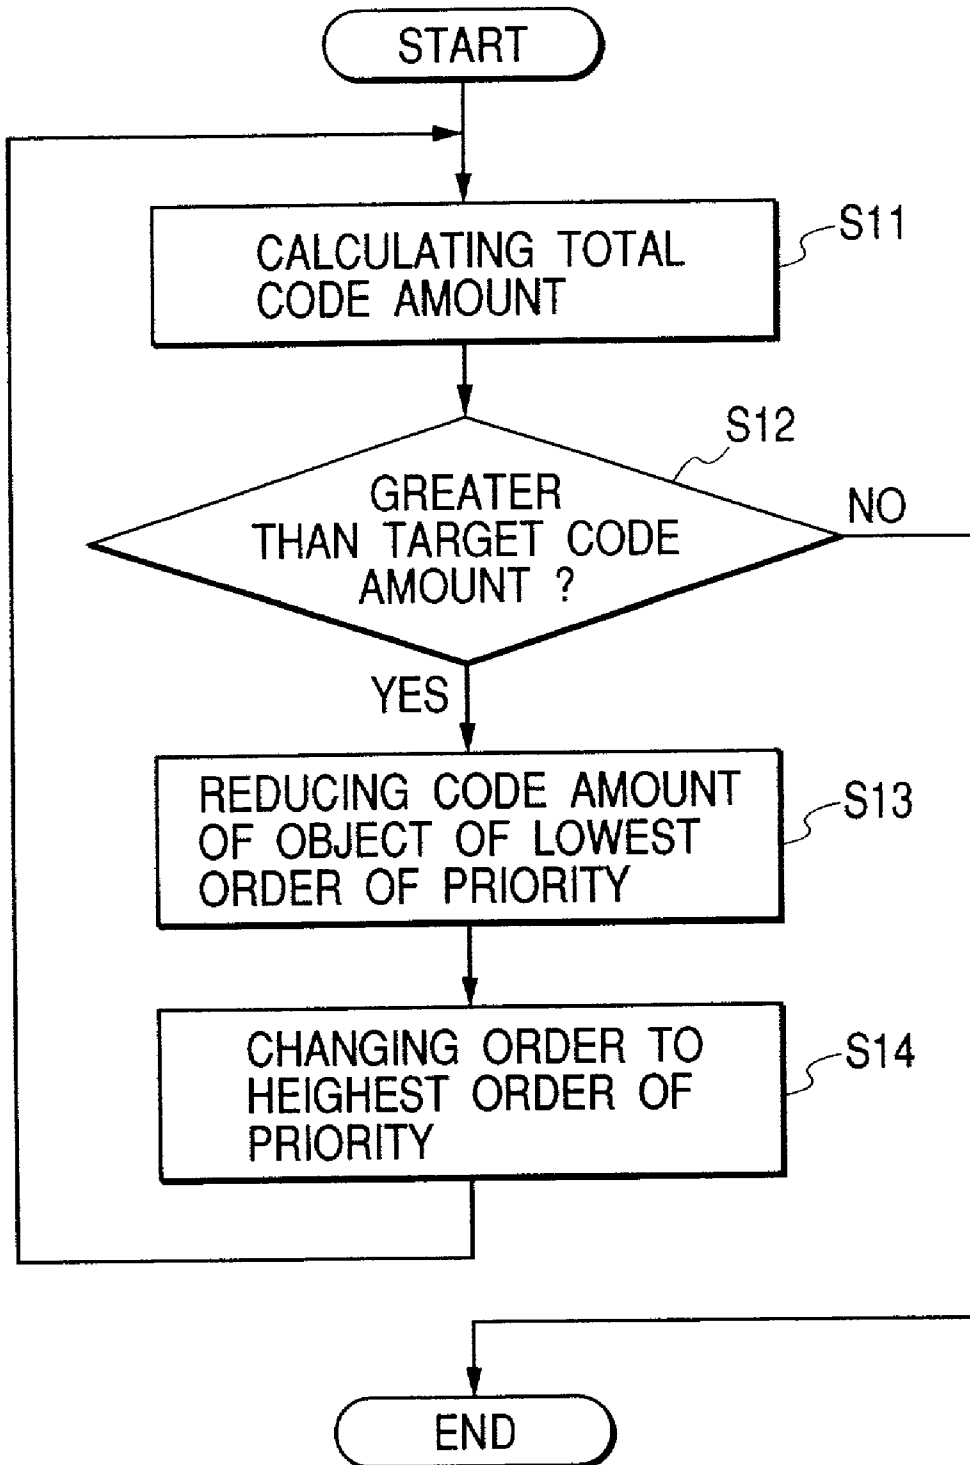 START
CALCULATING TOTAL
CODE AMOUNT
S11
S12
GREATER
THAN TARGET CODE
AMOUNT ?
NO
YES
REDUCING CODE AMOUNT
OF OBJECT OF LOWEST
ORDER OF PRIORITY
S13
CHANGING ORDER TO
HEIGHEST ORDER OF
PRIORITY
S14
END